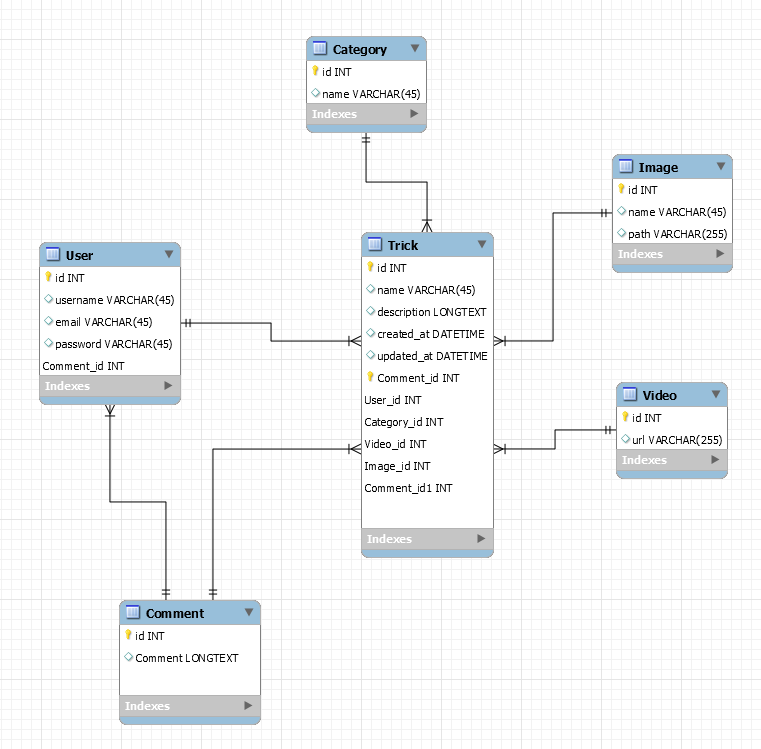 Category
id INT
name VARCHAR(45)
Indexes
Image
id INT
name VARCHAR(45)
path VARCHAR(255)
Indexes
User
id INT
username VARCHAR(45)
email VARCHAR(45)
password VARCHAR(45)
Comment_id INT
Indexes
Trick
id INT
name VARCHAR(45)
description LONGTEXT
created_at DATETIME
updated_at DATETIME
Comment_id INT
User_id INT
Category_id INT
Video_id INT
Image_id INT
Comment_id1 INT
Indexes
Video
id INT
url VARCHAR(255)
Indexes
Comment
id INT
Comment LONGTEXT
Indexes